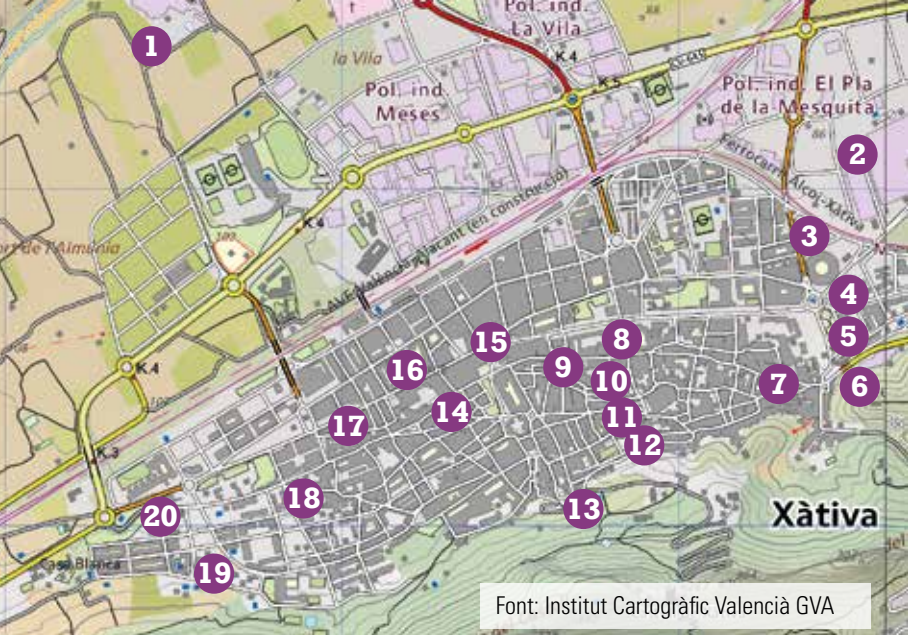 Pol. ind.
La Vila
1
la Vila
K 4
K 5
Pol. ind.
Meses
Pol. ind. El Pla
de la Mesquita
2
Ferrocarril Alcoi-Xàtiva
K 4
3
AVE València-Alacant (en construcció)
4
5
15
8
9
16
10
7
6
K 4
14
11
17
12
K 3
18
13
20
Xàtiva
19
Casa Blanca
Font: Institut Cartogràfic Valencià GVA